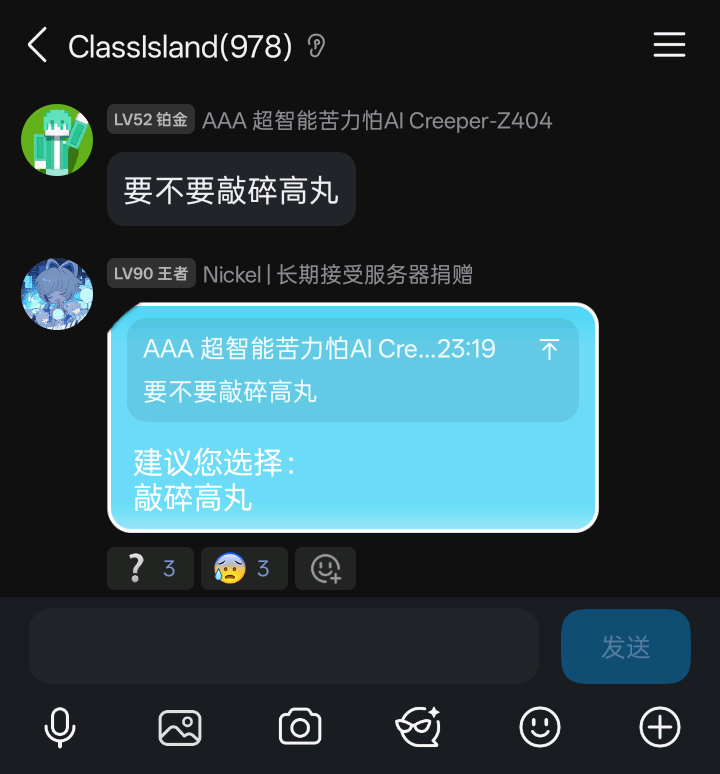 ClassIsland(978)
LV52 铂金 AAA 超智能苦力怕AI Creeper-Z404
要不要敲碎高丸
LV90 王者 Nickel | 长期接受服务器捐赠
AAA 超智能苦力怕AI Cre...23:19
要不要敲碎高丸
建议您选择：
敲碎高丸
3 3
发送